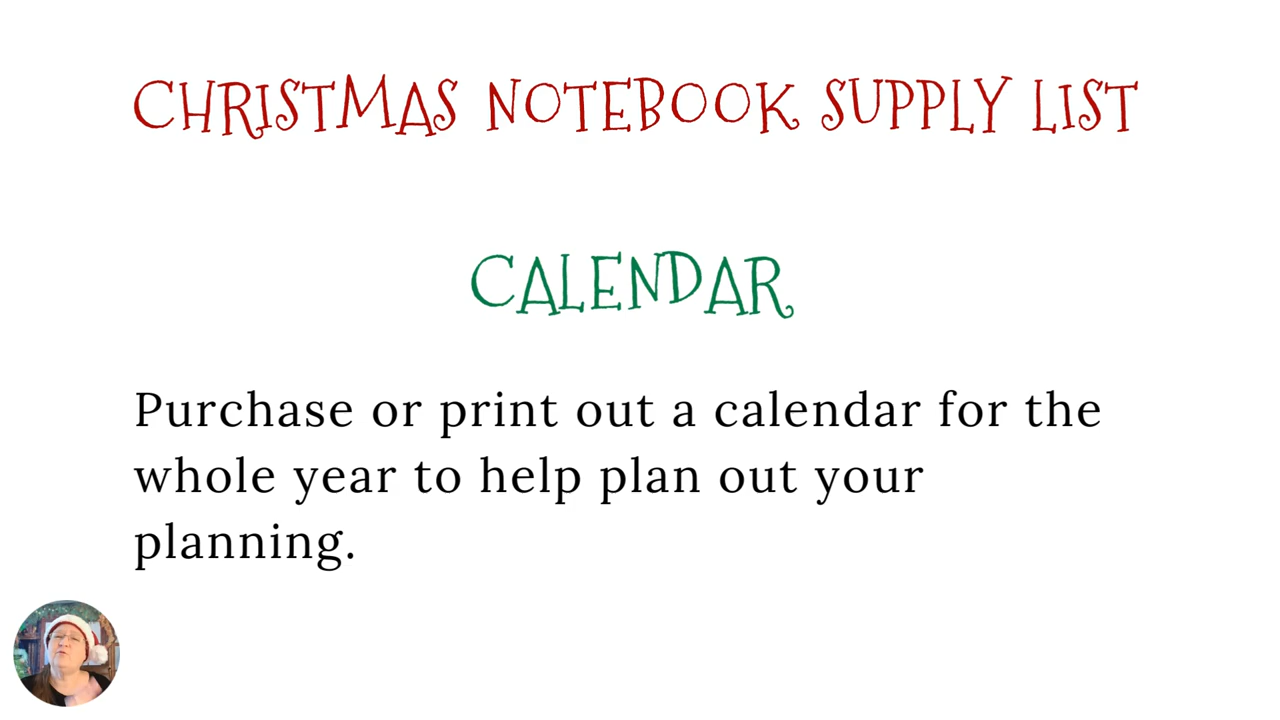 CHRISTMAS NOTEBOOK SUPPLY LIST
CALENDAR
Purchase or print out a calendar for the
whole year to help plan out your
planning.